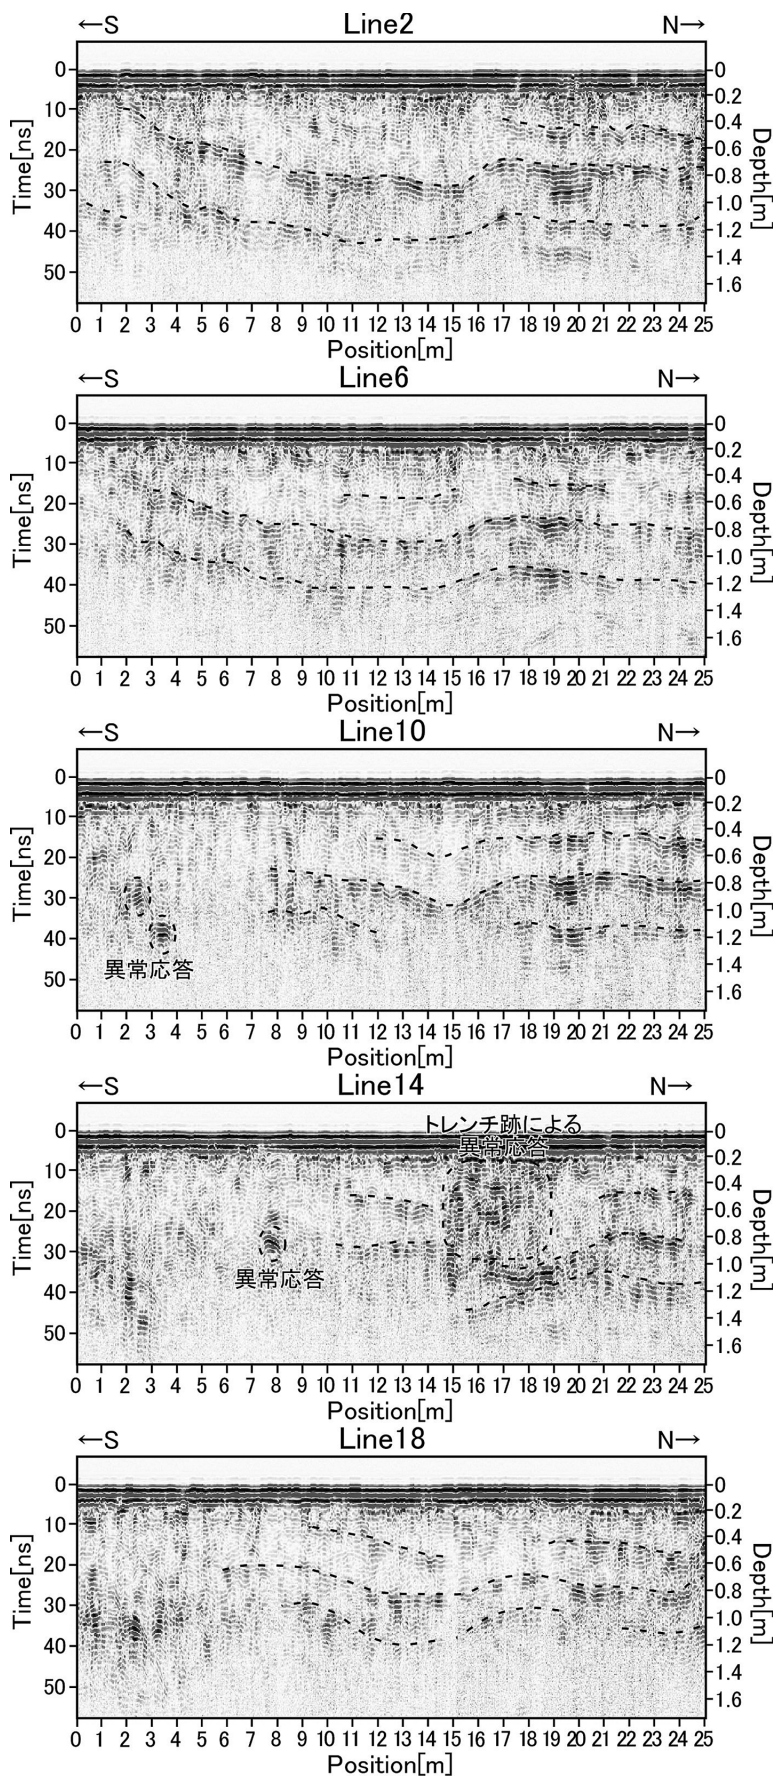 ←S Line2 N→
0 0
0.2
10
0.4
20 0.6
0.8
30
1.0
40 1.2
1.4
50
1.6
Time[ns]
Depth[m]
0 1 2 3 4 5 6 7 8 9 10 11 12 13 14 15 16 17 18 19 20 21 22 23 24 25
Position[m]
←S Line6 N→
0 0
0.2
10
0.4
20 0.6
0.8
30
1.0
40 1.2
1.4
50
1.6
Time[ns]
Depth[m]
0 1 2 3 4 5 6 7 8 9 10 11 12 13 14 15 16 17 18 19 20 21 22 23 24 25
Position[m]
←S Line10 N→
0 0
0.2
10
0.4
20 0.6
0.8
30
1.0
40 1.2
異常応答
1.4
50
1.6
Time[ns]
Depth[m]
0 1 2 3 4 5 6 7 8 9 10 11 12 13 14 15 16 17 18 19 20 21 22 23 24 25
Position[m]
←S Line14 N→
トレンチ跡による
異常応答
0 0
0.2
10
0.4
20 0.6
0.8
30
1.0
異常応答
40 1.2
1.4
50
1.6
Time[ns]
Depth[m]
0 1 2 3 4 5 6 7 8 9 10 11 12 13 14 15 16 17 18 19 20 21 22 23 24 25
Position[m]
←S Line18 N→
0 0
0.2
10
0.4
20 0.6
0.8
30
1.0
40 1.2
1.4
50
1.6
Time[ns]
Depth[m]
0 1 2 3 4 5 6 7 8 9 10 11 12 13 14 15 16 17 18 19 20 21 22 23 24 25
Position[m]